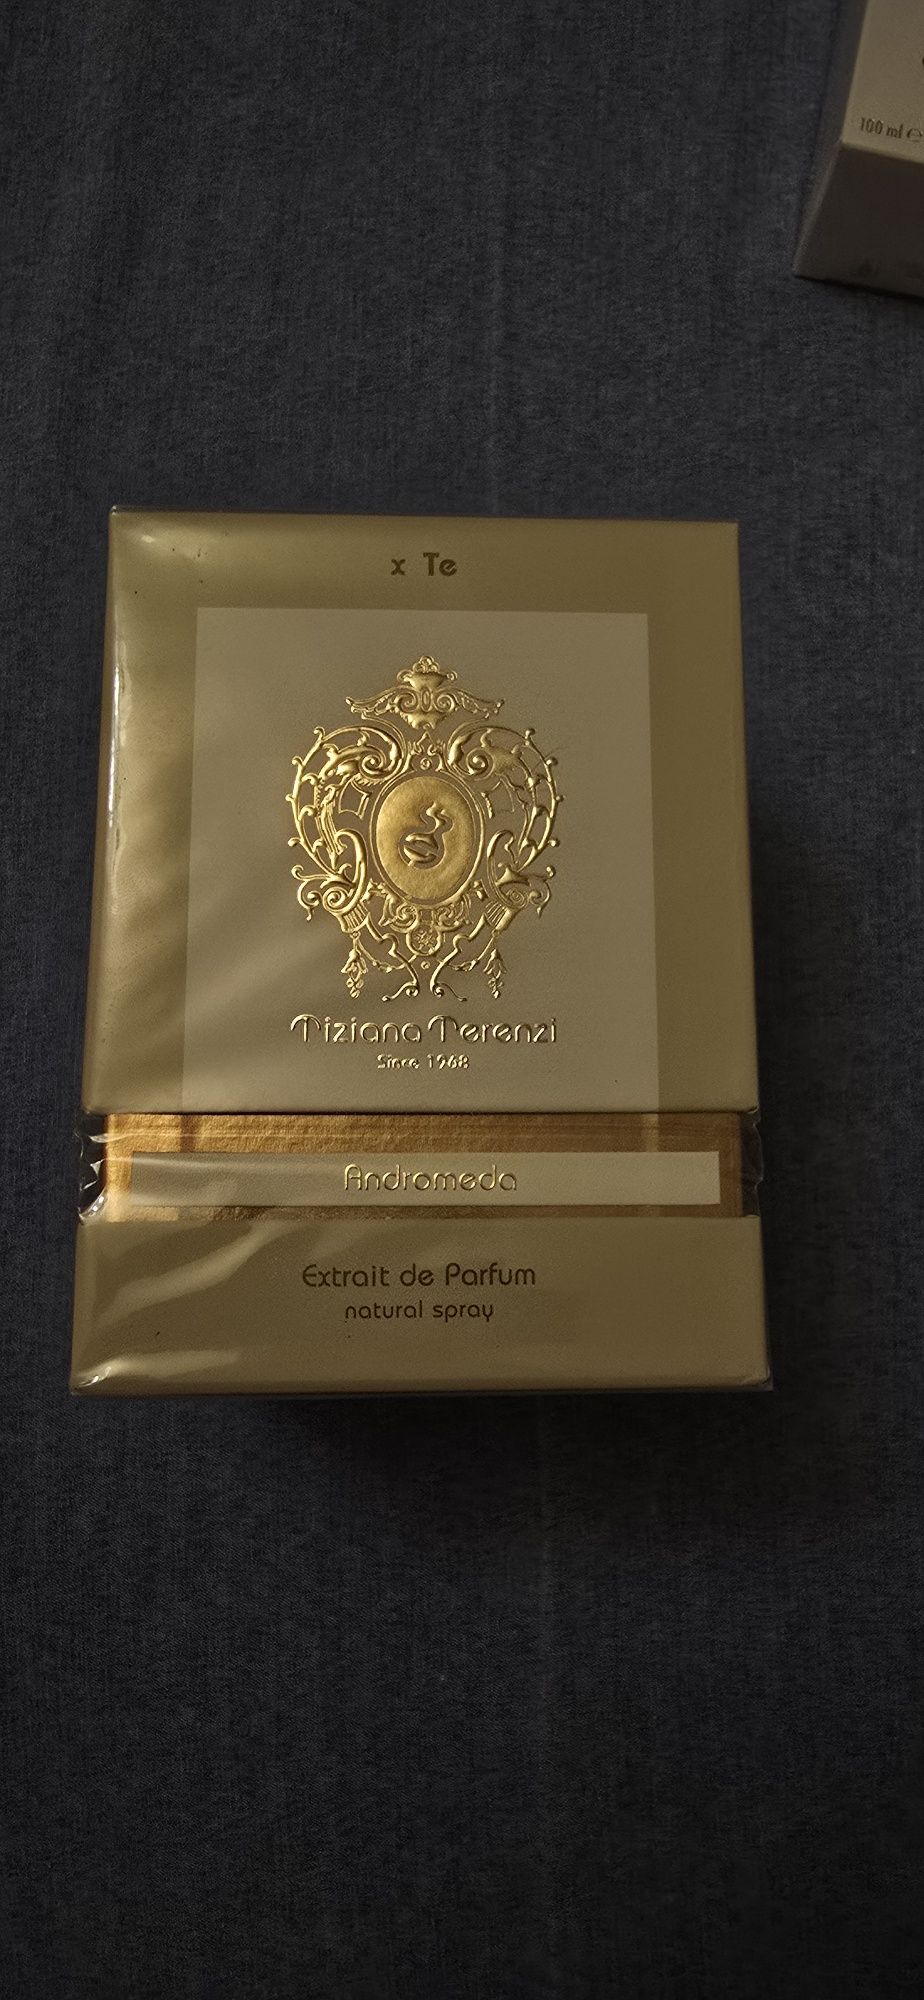 100 ml ℮
x Te
Tiziana Terenzi
Since 1968
Andromeda
Extrait de Parfum
natural spray